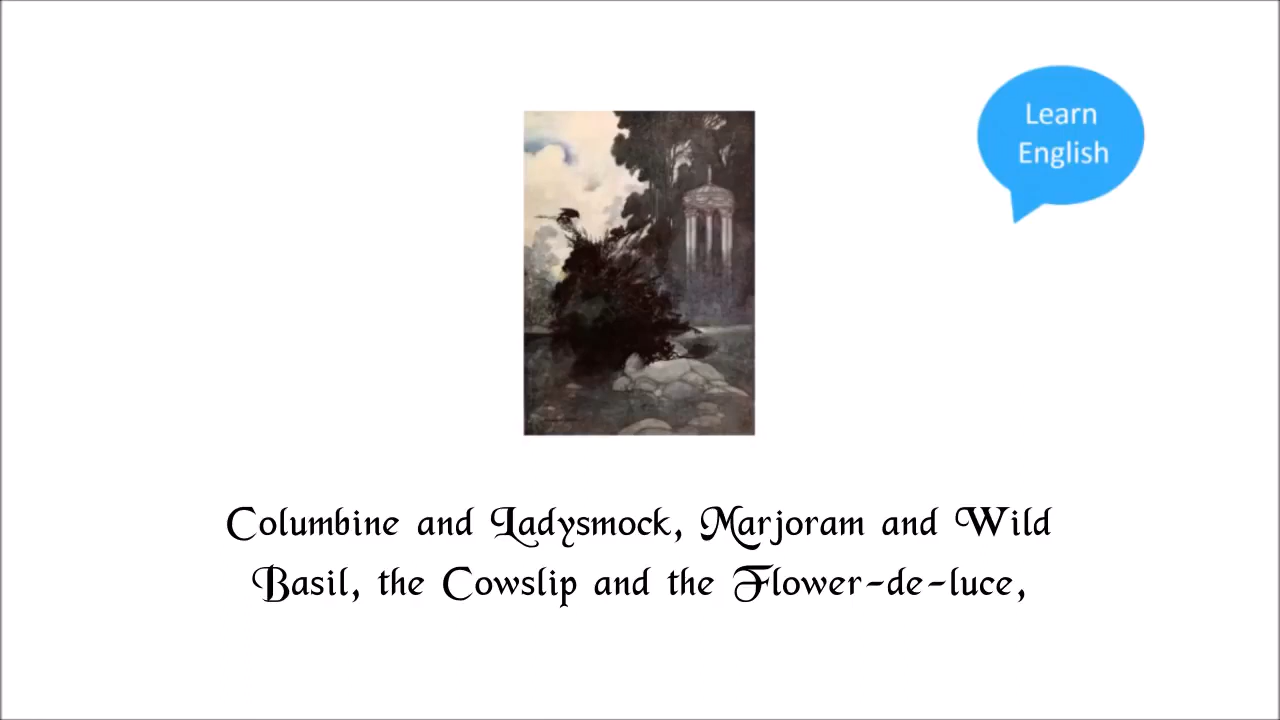 Learn
English
Columbine and Ladysmock, Marjoram and Wild
Basil, the Cowslip and the Flower-de-luce,